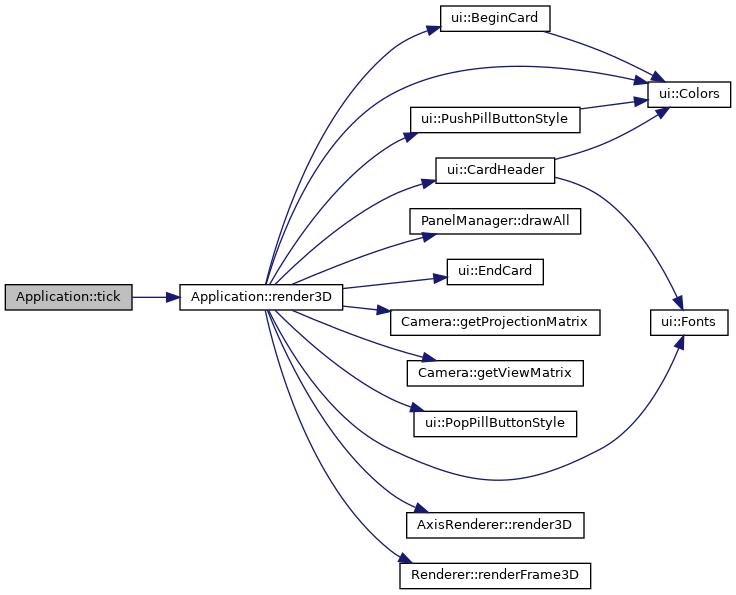 ui::BeginCard
ui::Colors
ui::PushPillButtonStyle
ui::CardHeader
PanelManager::drawAll
ui::EndCard
Application::tick
Application::render3D
Camera::getProjectionMatrix
ui::Fonts
Camera::getViewMatrix
ui::PopPillButtonStyle
AxisRenderer::render3D
Renderer::renderFrame3D